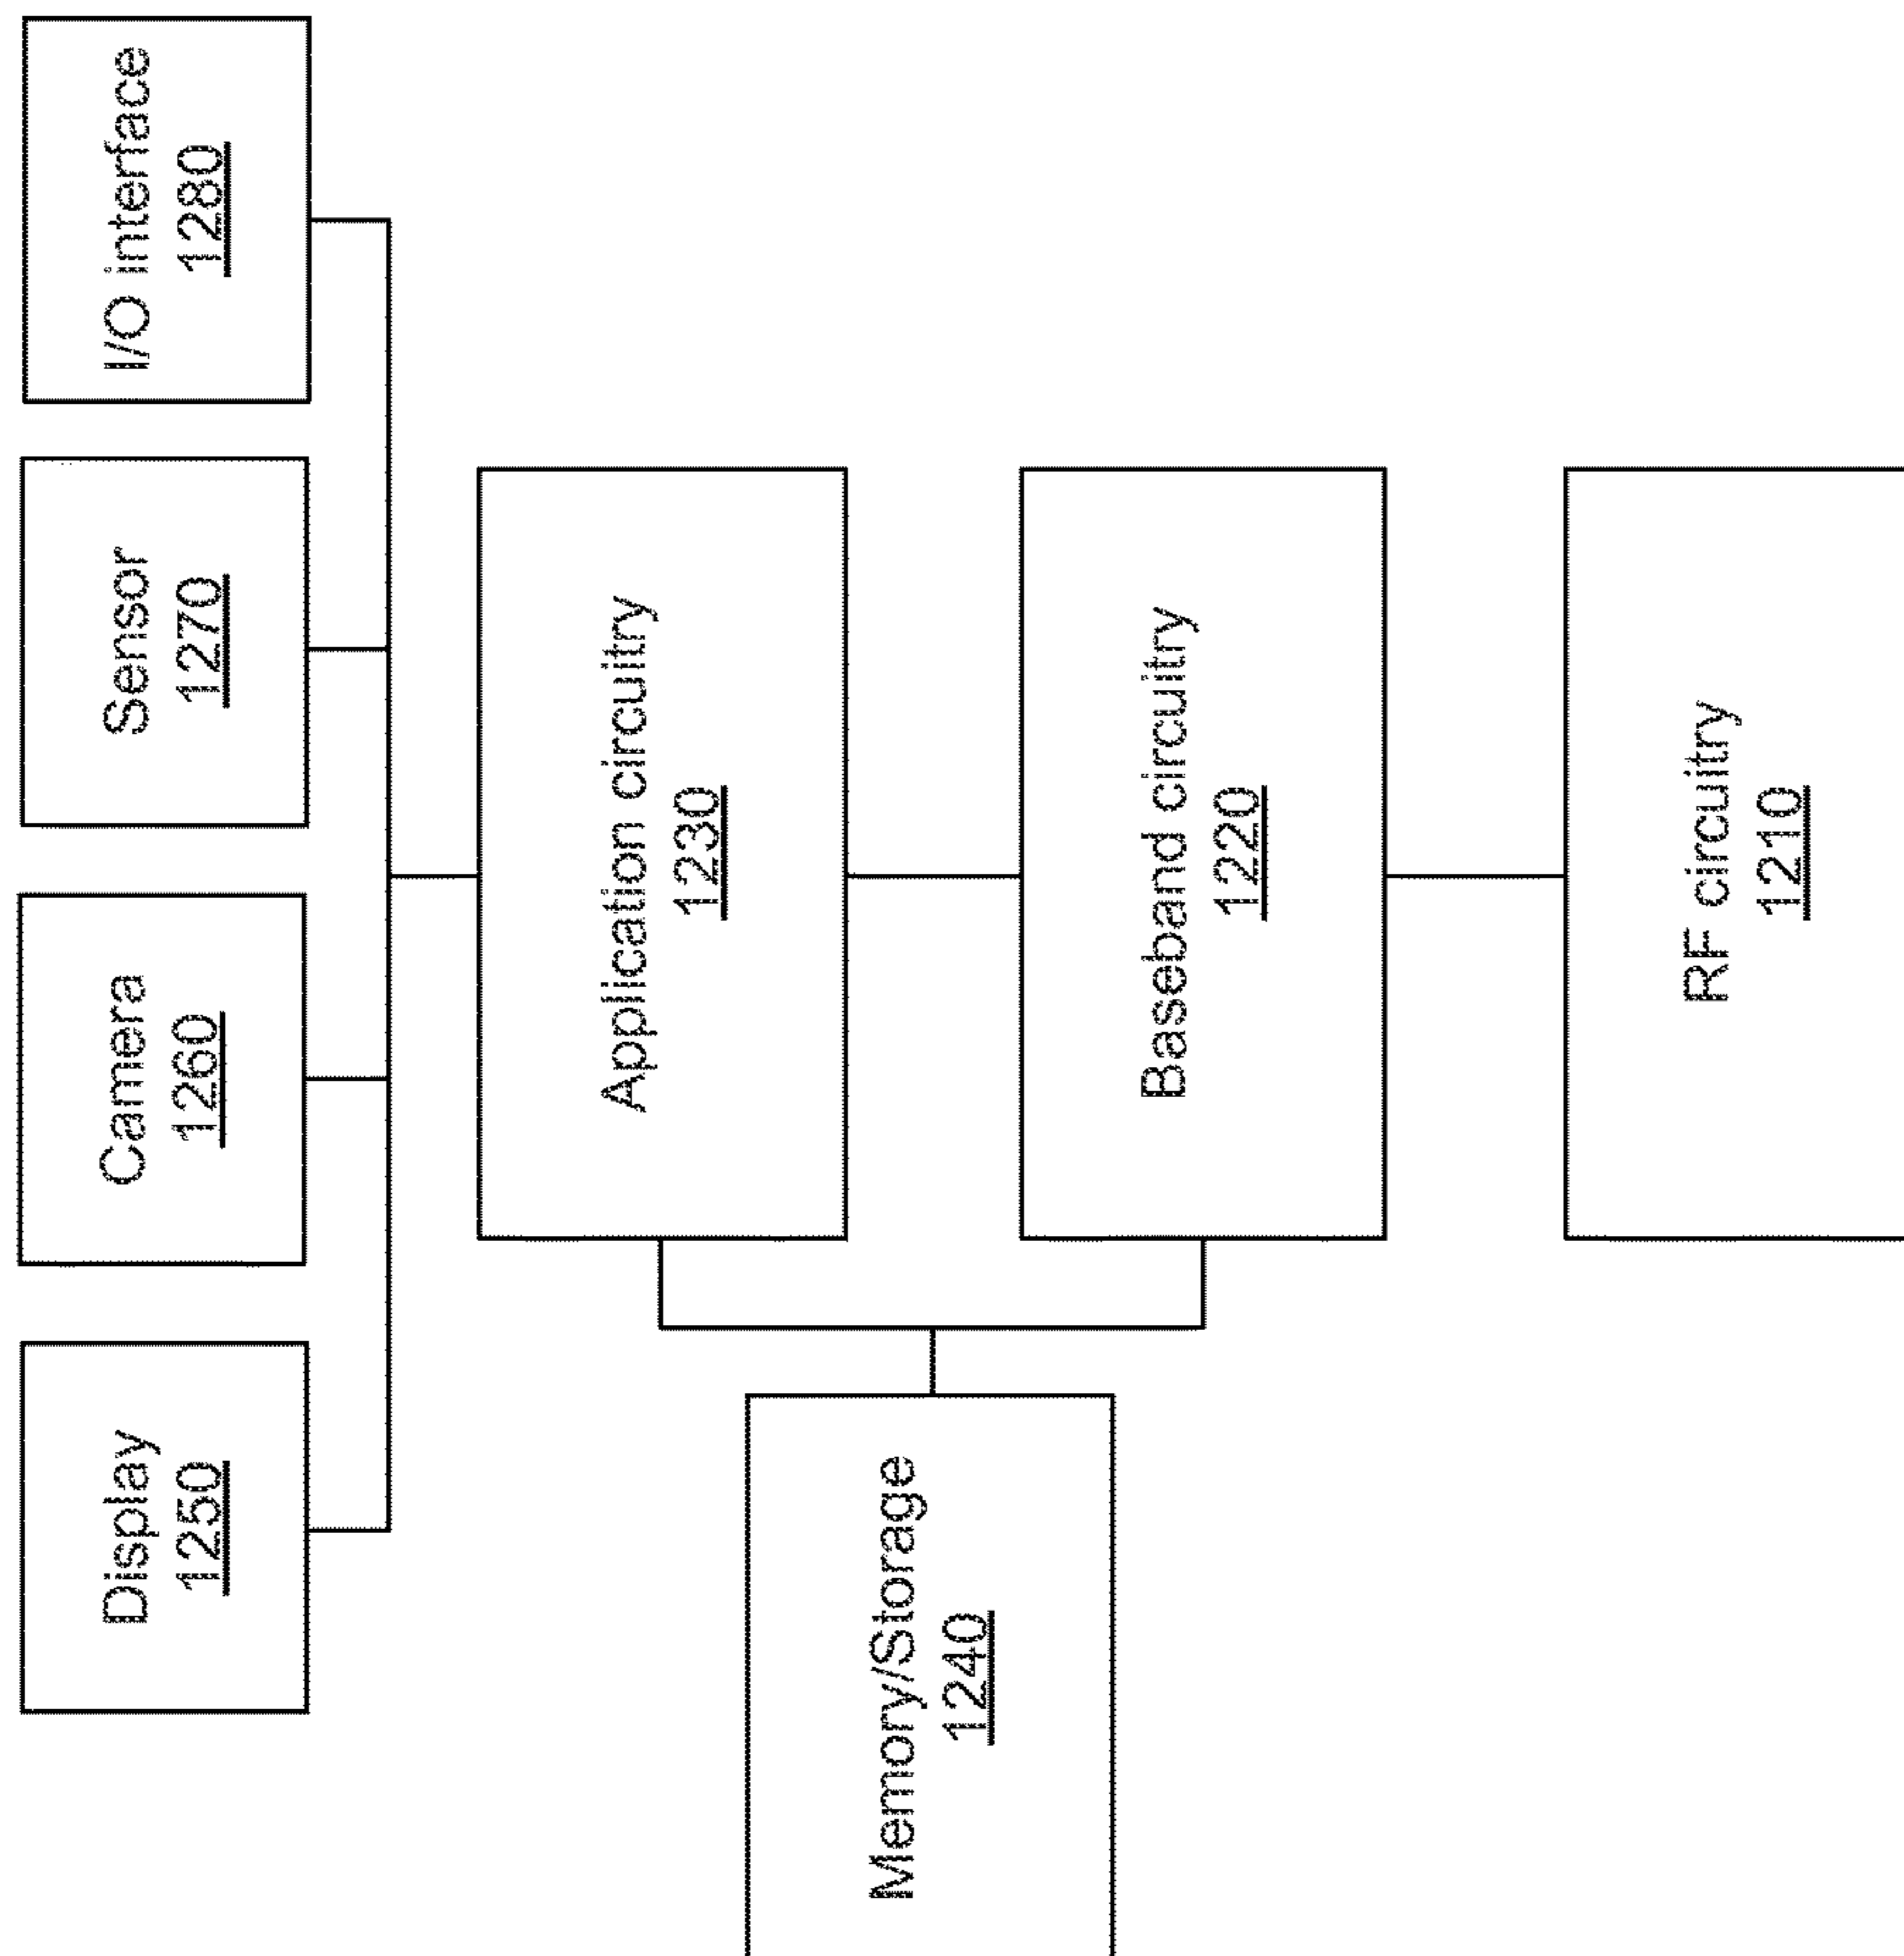 Display
1250
Camera
1260
Sensor
1270
I/O interface
1280
Application circuitry
1230
Memory/Storage
1240
Baseband circuitry
1220
RF circuitry
1210